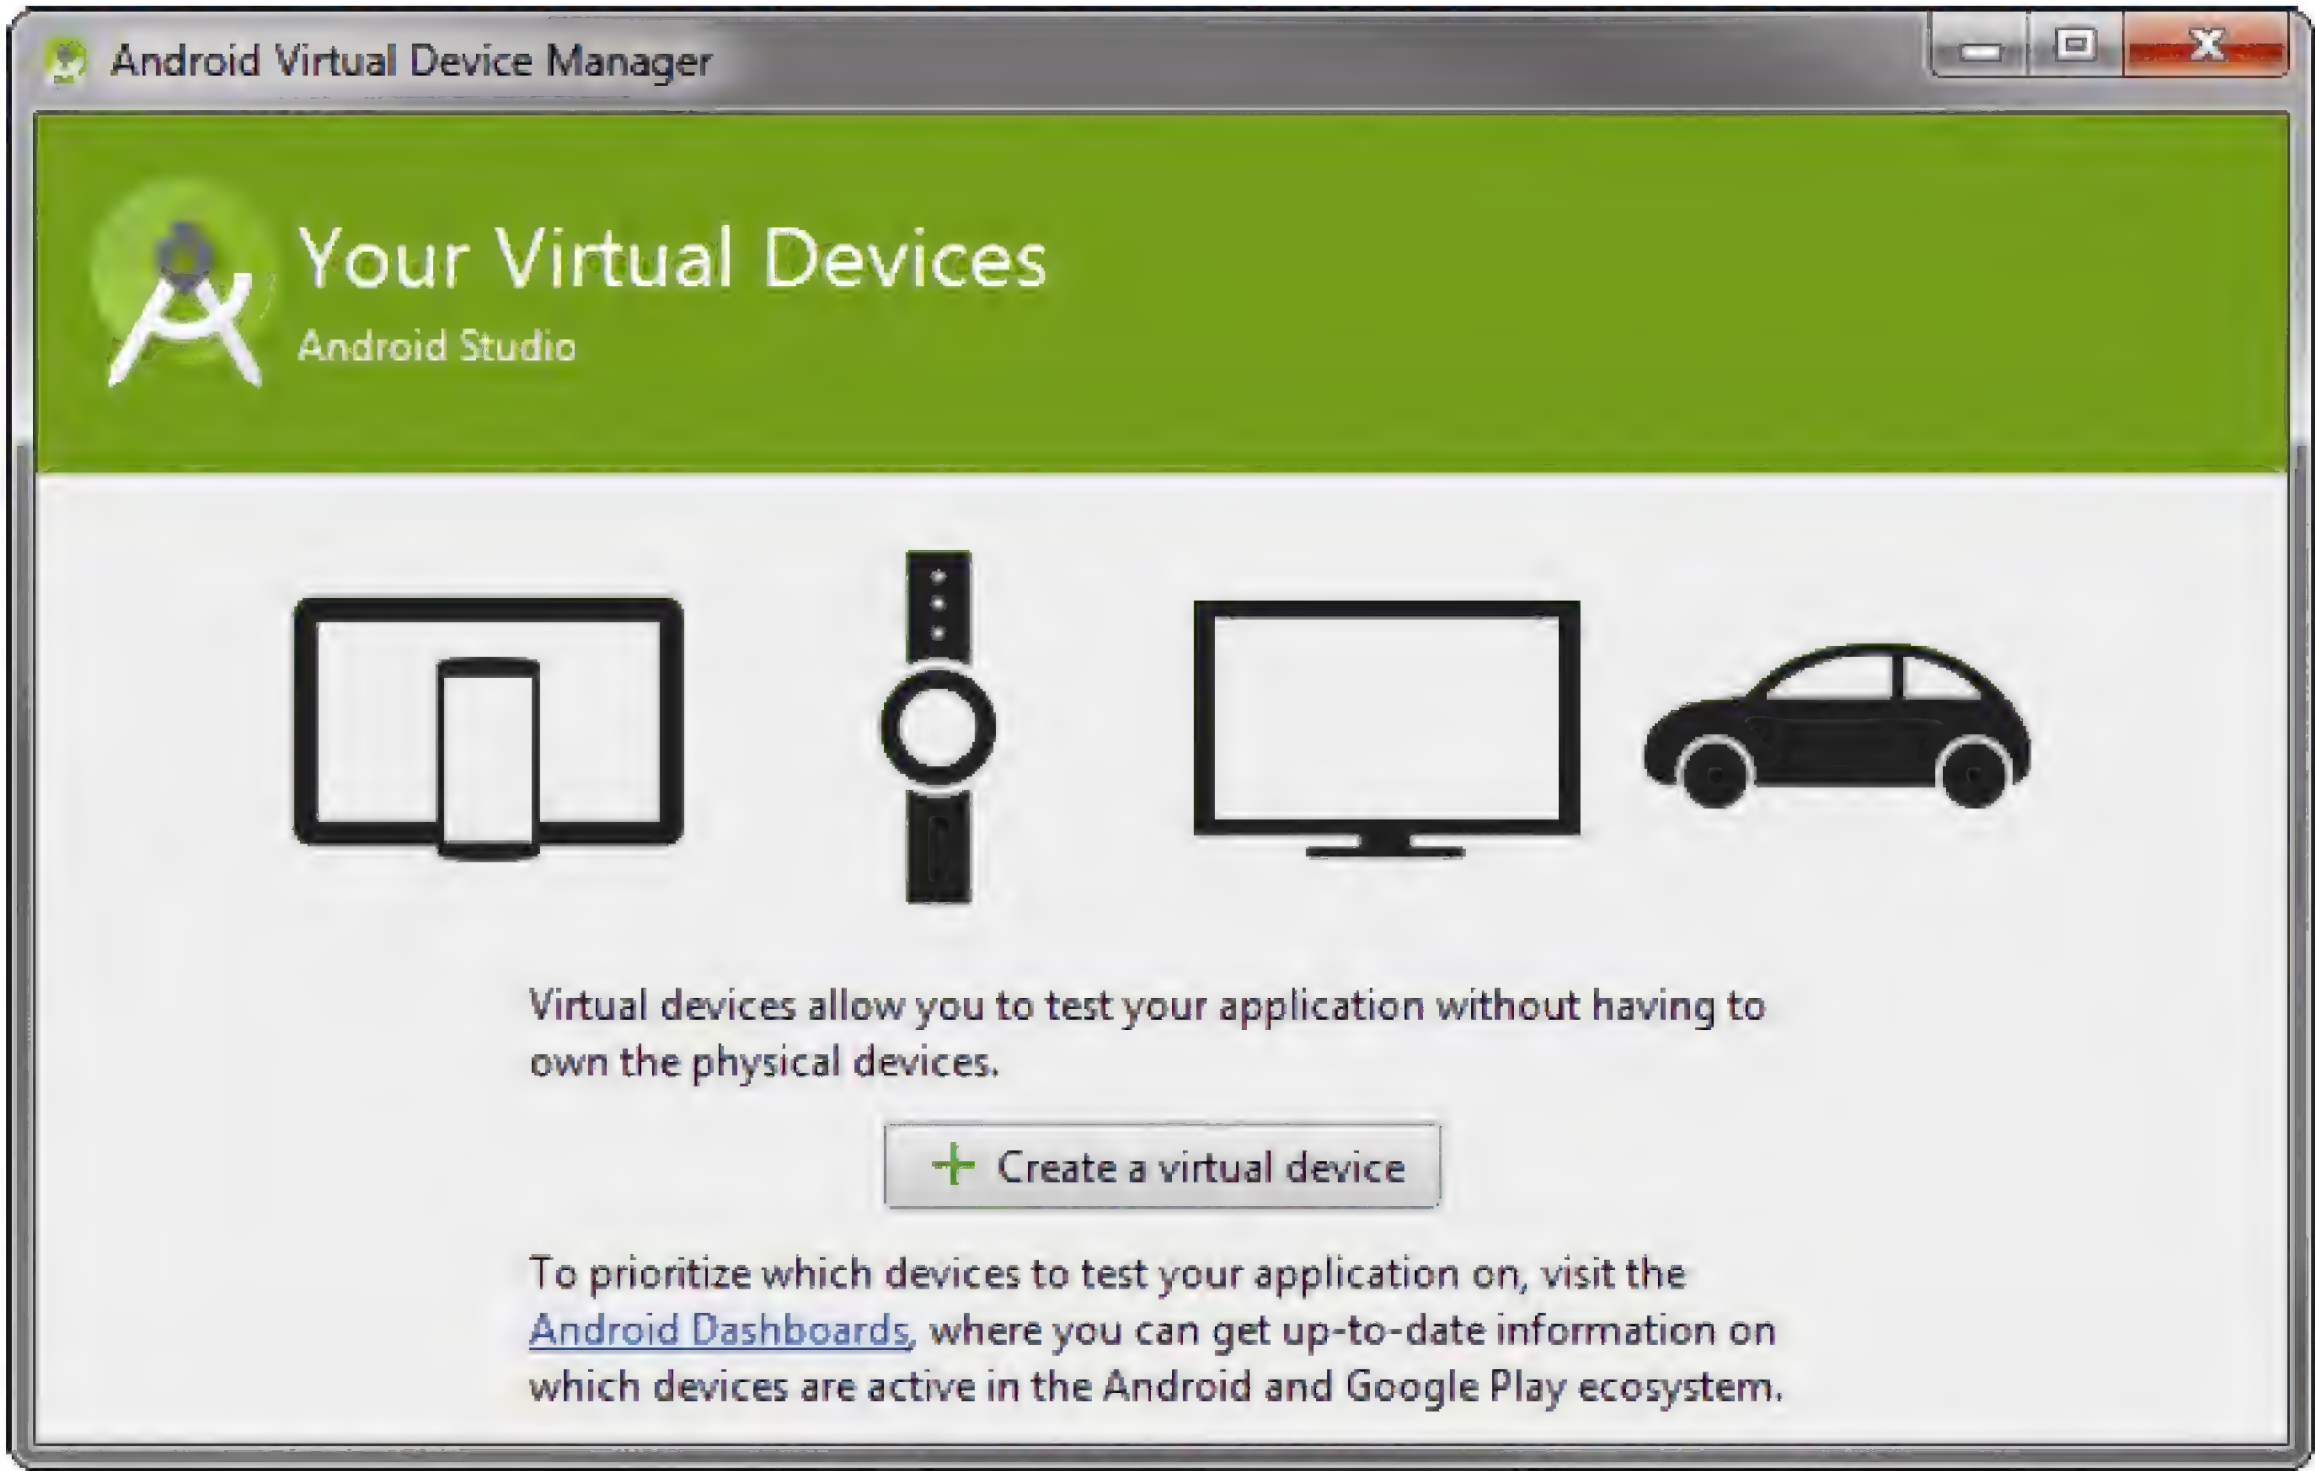 Android Virtual Device Manager
Your Virtual Devices
Android Studio
Virtual devices allow you to test your application without having to
own the physical devices.
Create a virtual device
To prioritize which devices to test your application on, visit the
Android Dashboards, where you can get up-to-date information on
which devices are active in the Android and Google Play ecosystem.